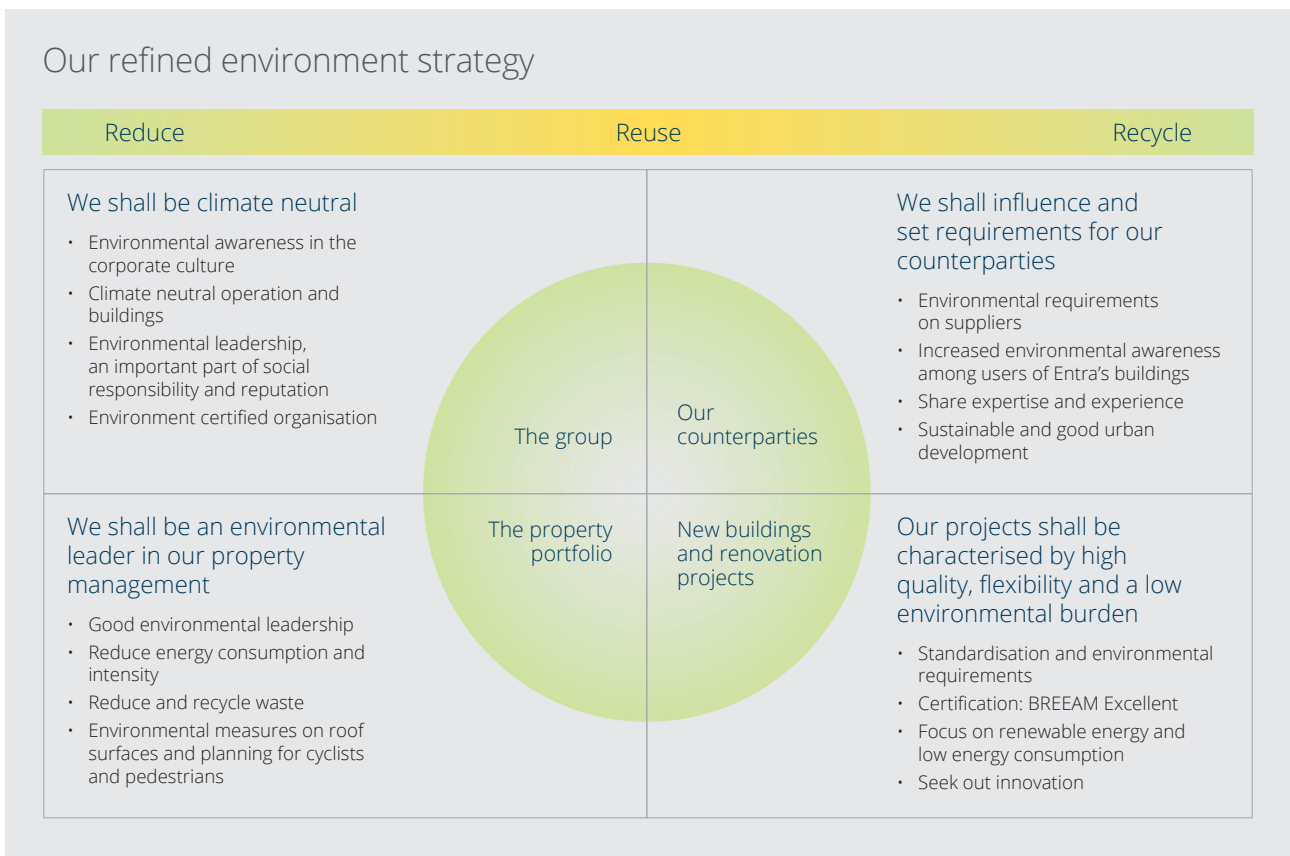 Our refined environment strategy
Reduce
Reuse
Recycle
We shall be climate neutral
• Environmental awareness in the
corporate culture
• Climate neutral operation and
buildings
• Environmental leadership,
an important part of social
responsibility and reputation
• Environment certified organisation
The group
Our
counterparties
We shall influence and
set requirements for our
counterparties
• Environmental requirements
on suppliers
• Increased environmental awareness
among users of Entra's buildings
• Share expertise and experience
• Sustainable and good urban
development
We shall be an environmental
leader in our property
management
• Good environmental leadership
• Reduce energy consumption and
intensity
• Reduce and recycle waste
• Environmental measures on roof
surfaces and planning for cyclists
and pedestrians
The property
portfolio
New buildings
and renovation
projects
Our projects shall be
characterised by high
quality, flexibility and a low
environmental burden
• Standardisation and environmental
requirements
• Certification: BREEAM Excellent
• Focus on renewable energy and
low energy consumption
• Seek out innovation